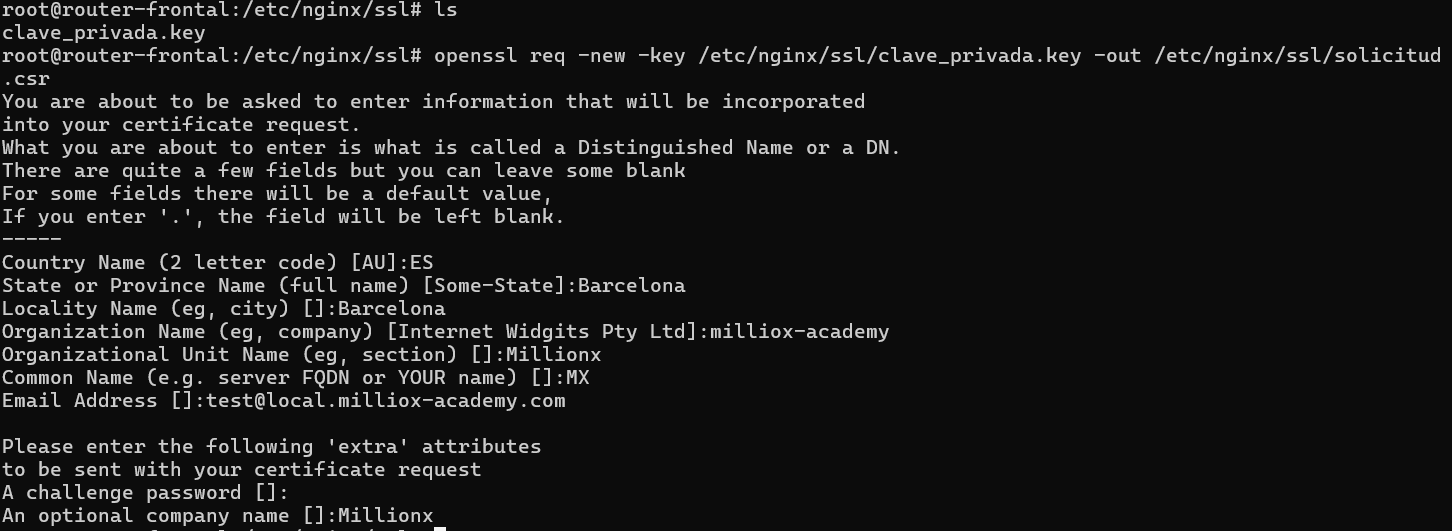 root@router-frontal:/etc/nginx/ssl# ls
clave_privada.key
root@router-frontal:/etc/nginx/ssl# openssl req -new -key /etc/nginx/ssl/clave_privada.key -out /etc/nginx/ssl/solicitud
.csr
You are about to be asked to enter information that will be incorporated
into your certificate request.
What you are about to enter is what is called a Distinguished Name or a DN.
There are quite a few fields but you can leave some blank
For some fields there will be a default value,
If you enter '.', the field will be left blank.
-----
Country Name (2 letter code) [AU]:ES
State or Province Name (full name) [Some-State]:Barcelona
Locality Name (eg, city) []:Barcelona
Organization Name (eg, company) [Internet Widgits Pty Ltd]:milliox-academy
Organizational Unit Name (eg, section) []:Millionx
Common Name (e.g. server FQDN or YOUR name) []:MX
Email Address []:test@local.milliox-academy.com
Please enter the following 'extra' attributes
to be sent with your certificate request
A challenge password []:
An optional company name []:Millionx